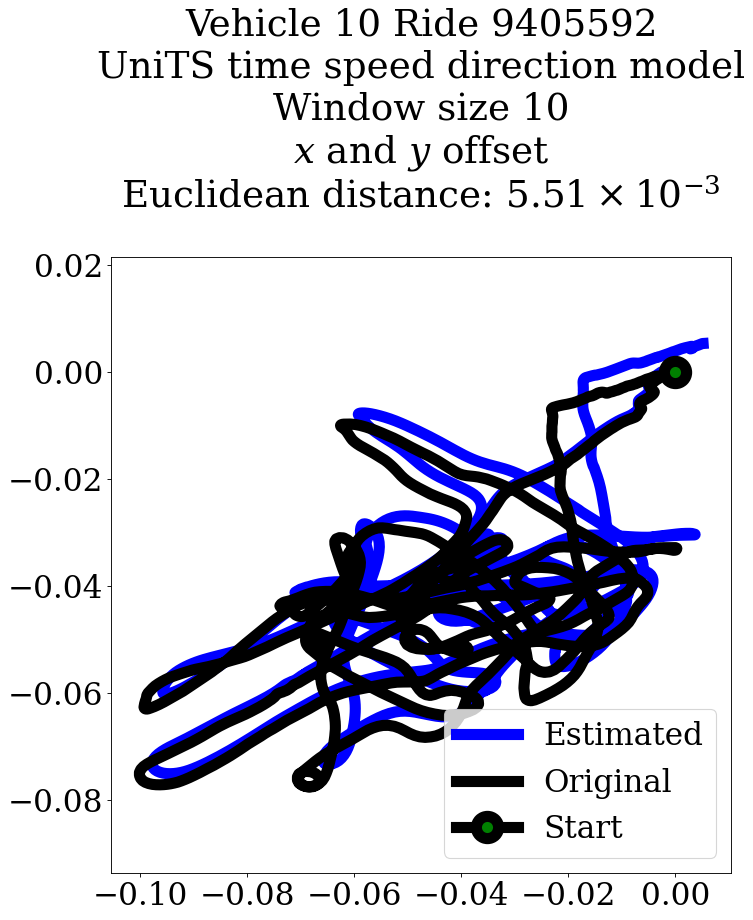 Vehicle 10 Ride 9405592
UniTS time speed direction model
Window size 10
x and y offset
Euclidean distance: 5.51 × 10⁻³
0.02
0.00
−0.02
−0.04
−0.06
−0.08
Estimated
Original
Start
−0.10 −0.08 −0.06 −0.04 −0.02 0.00